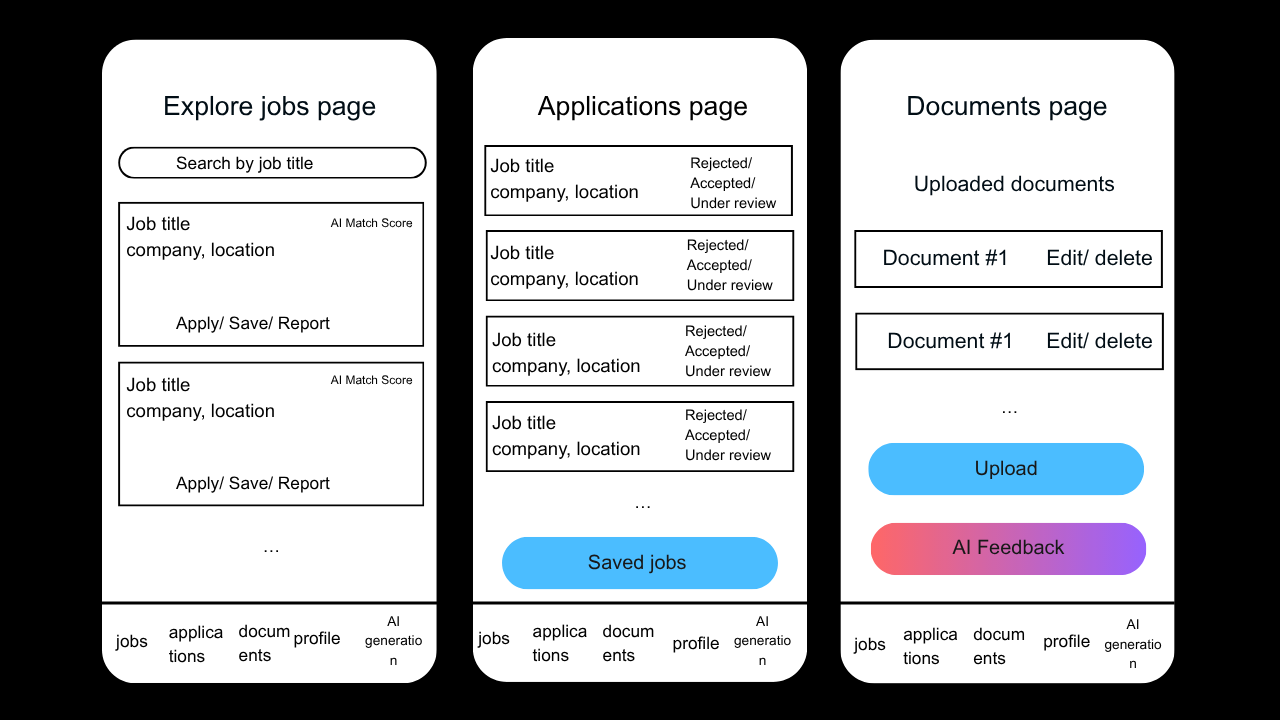 Explore jobs page
Search by job title
Job title
AI Match Score
company, location
Apply/ Save/ Report
Job title
AI Match Score
company, location
Apply/ Save/ Report
...
jobs
applica
tions
docum
ents
profile
AI
generatio
n
Applications page
Job title
company, location
Rejected/
Accepted/
Under review
Job title
company, location
Rejected/
Accepted/
Under review
Job title
company, location
Rejected/
Accepted/
Under review
Job title
company, location
Rejected/
Accepted/
Under review
...
Saved jobs
jobs
applica
tions
docum
ents
profile
AI
generatio
n
Documents page
Uploaded documents
Document #1
Edit/ delete
Document #1
Edit/ delete
...
Upload
AI Feedback
jobs
applica
tions
docum
ents
profile
AI
generatio
n